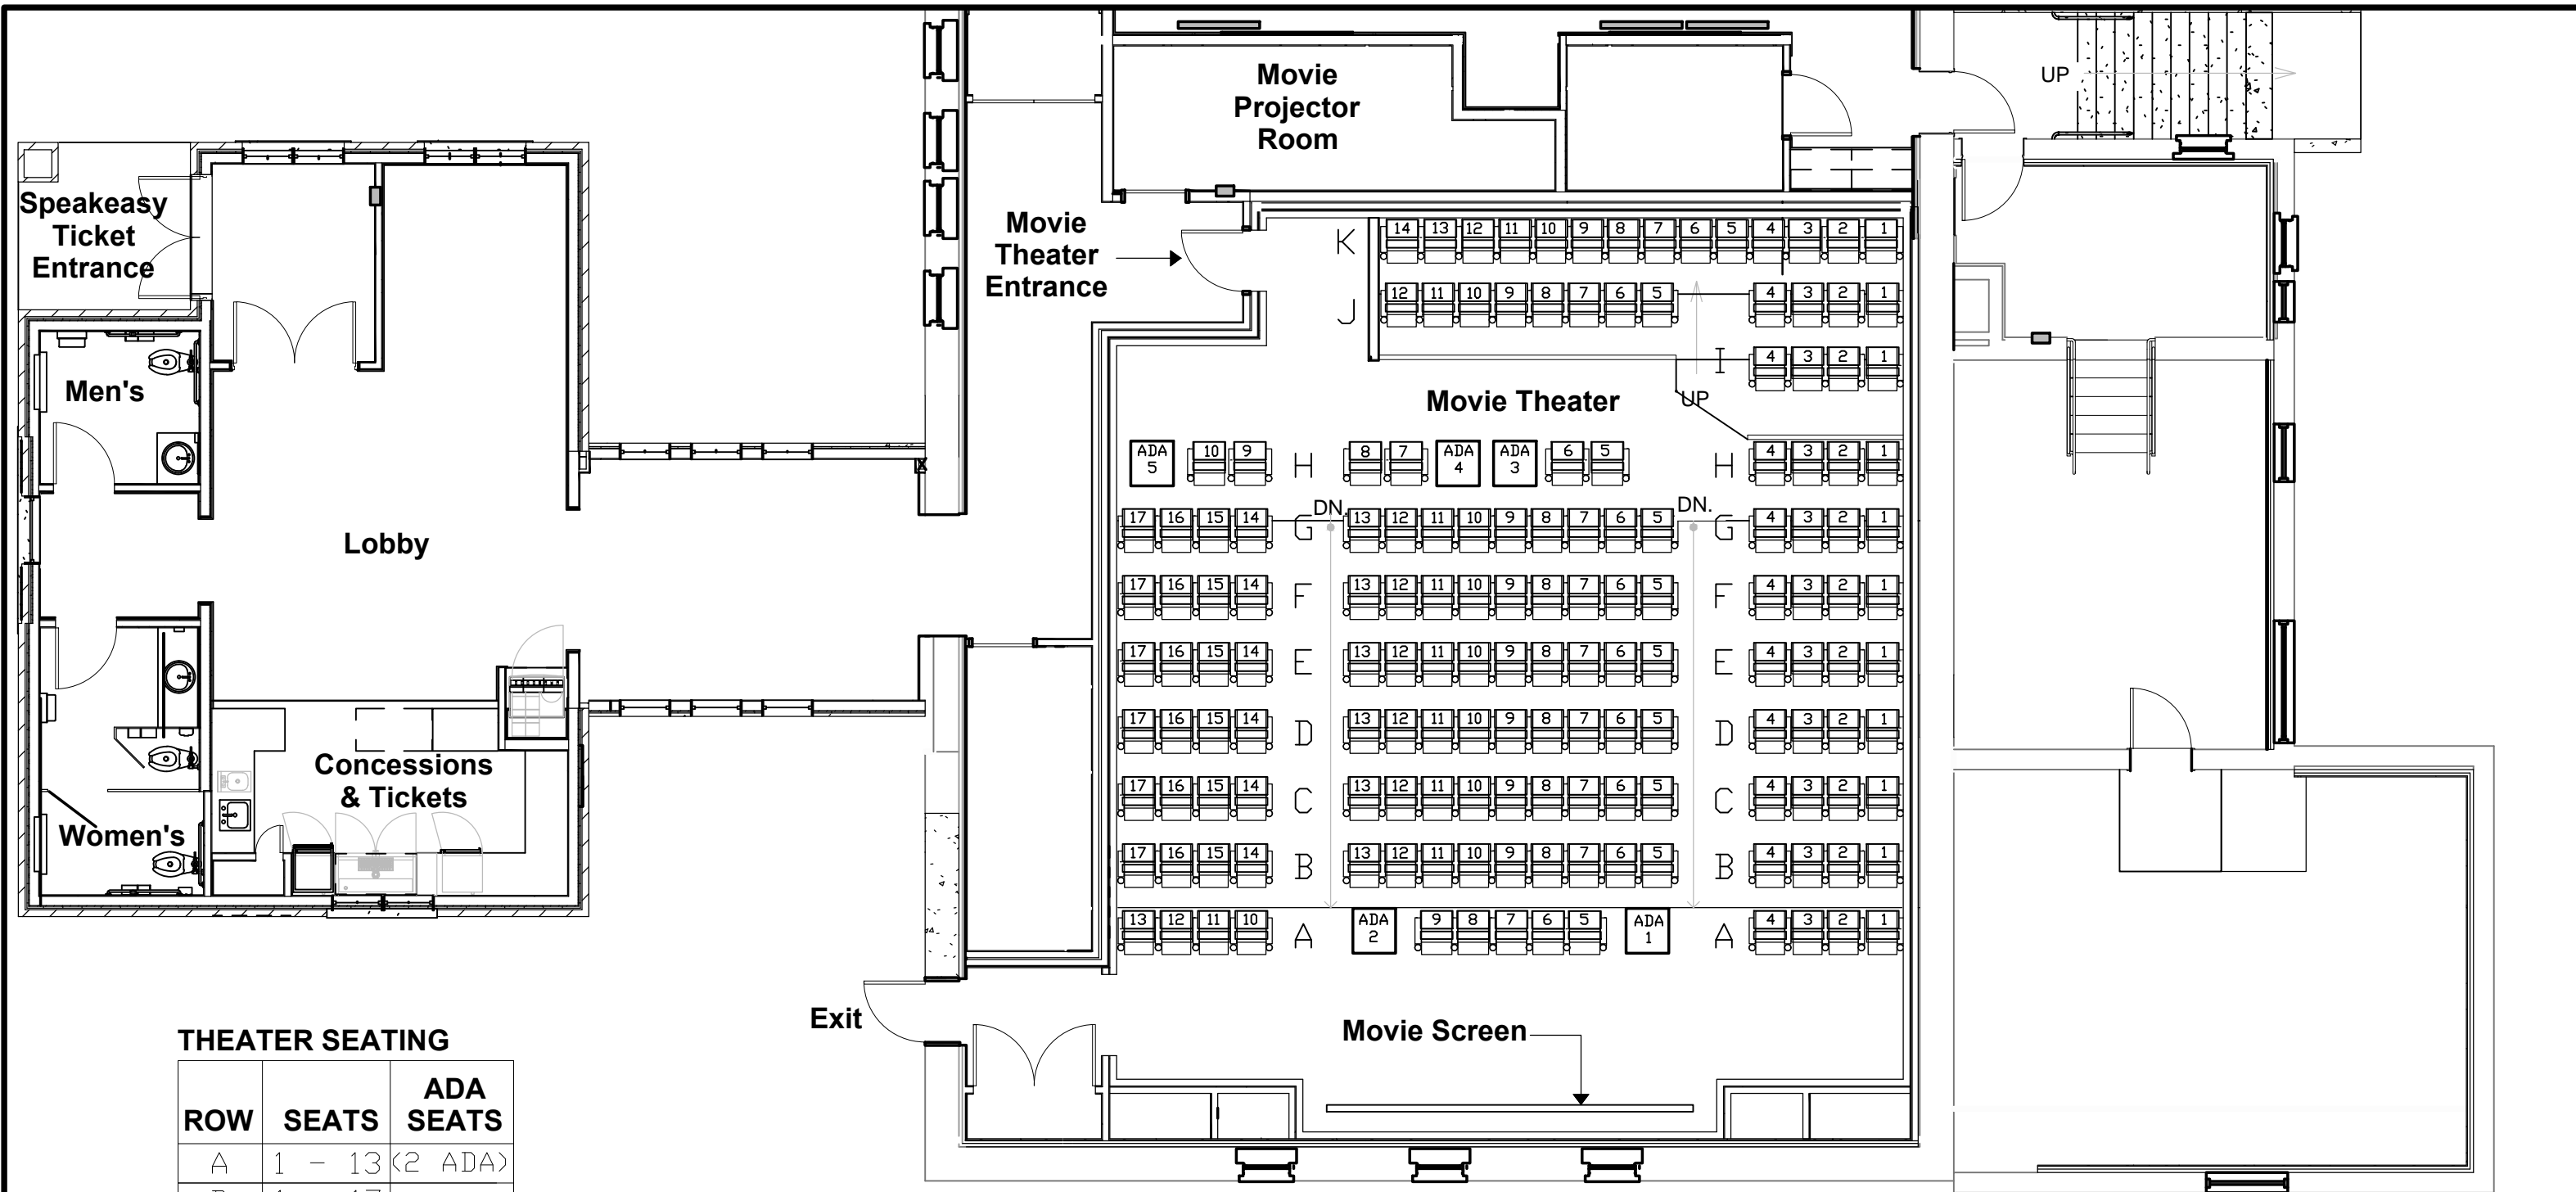 UP
Movie
Projector
Room
Speakeasy
Ticket
Entrance
Movie
Theater
Entrance
K 14 13 12 11 10 9 8 7 6 5 4 3 2 1
J 12 11 10 9 8 7 6 5 4 3 2 1
I 4 3 2 1
Men's
Movie Theater
UP
ADA 5 10 9 H 8 7 ADA 4 ADA 3 6 5 H 4 3 2 1
DN. DN.
17 16 15 14 G 13 12 11 10 9 8 7 6 5 G 4 3 2 1
Lobby
17 16 15 14 F 13 12 11 10 9 8 7 6 5 F 4 3 2 1
17 16 15 14 E 13 12 11 10 9 8 7 6 5 E 4 3 2 1
17 16 15 14 D 13 12 11 10 9 8 7 6 5 D 4 3 2 1
Concessions
& Tickets
17 16 15 14 C 13 12 11 10 9 8 7 6 5 C 4 3 2 1
Women's
17 16 15 14 B 13 12 11 10 9 8 7 6 5 B 4 3 2 1
13 12 11 10 A ADA 2 9 8 7 6 5 ADA 1 A 4 3 2 1
Exit
Movie Screen
THEATER SEATING
ROW SEATS ADA SEATS
A 1 - 13 (2 ADA)